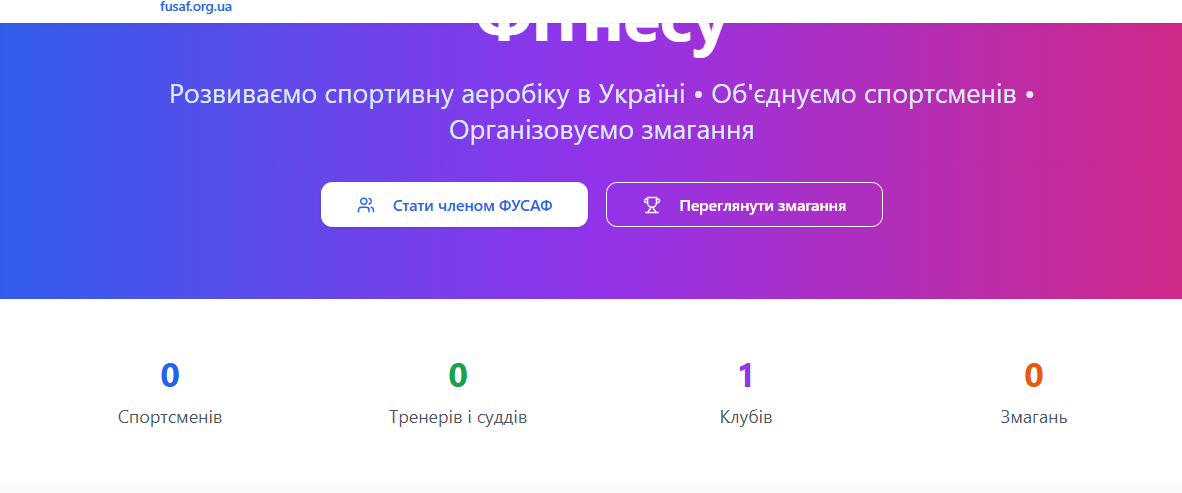 fusaf.org.ua
Фітнесу
Розвиваємо спортивну аеробіку в Україні • Об'єднуємо спортсменів •
Організовуємо змагання
Стати членом ФУСАФ
Переглянути змагання
0
Спортсменів
0
Тренерів і суддів
1
Клубів
0
Змагань